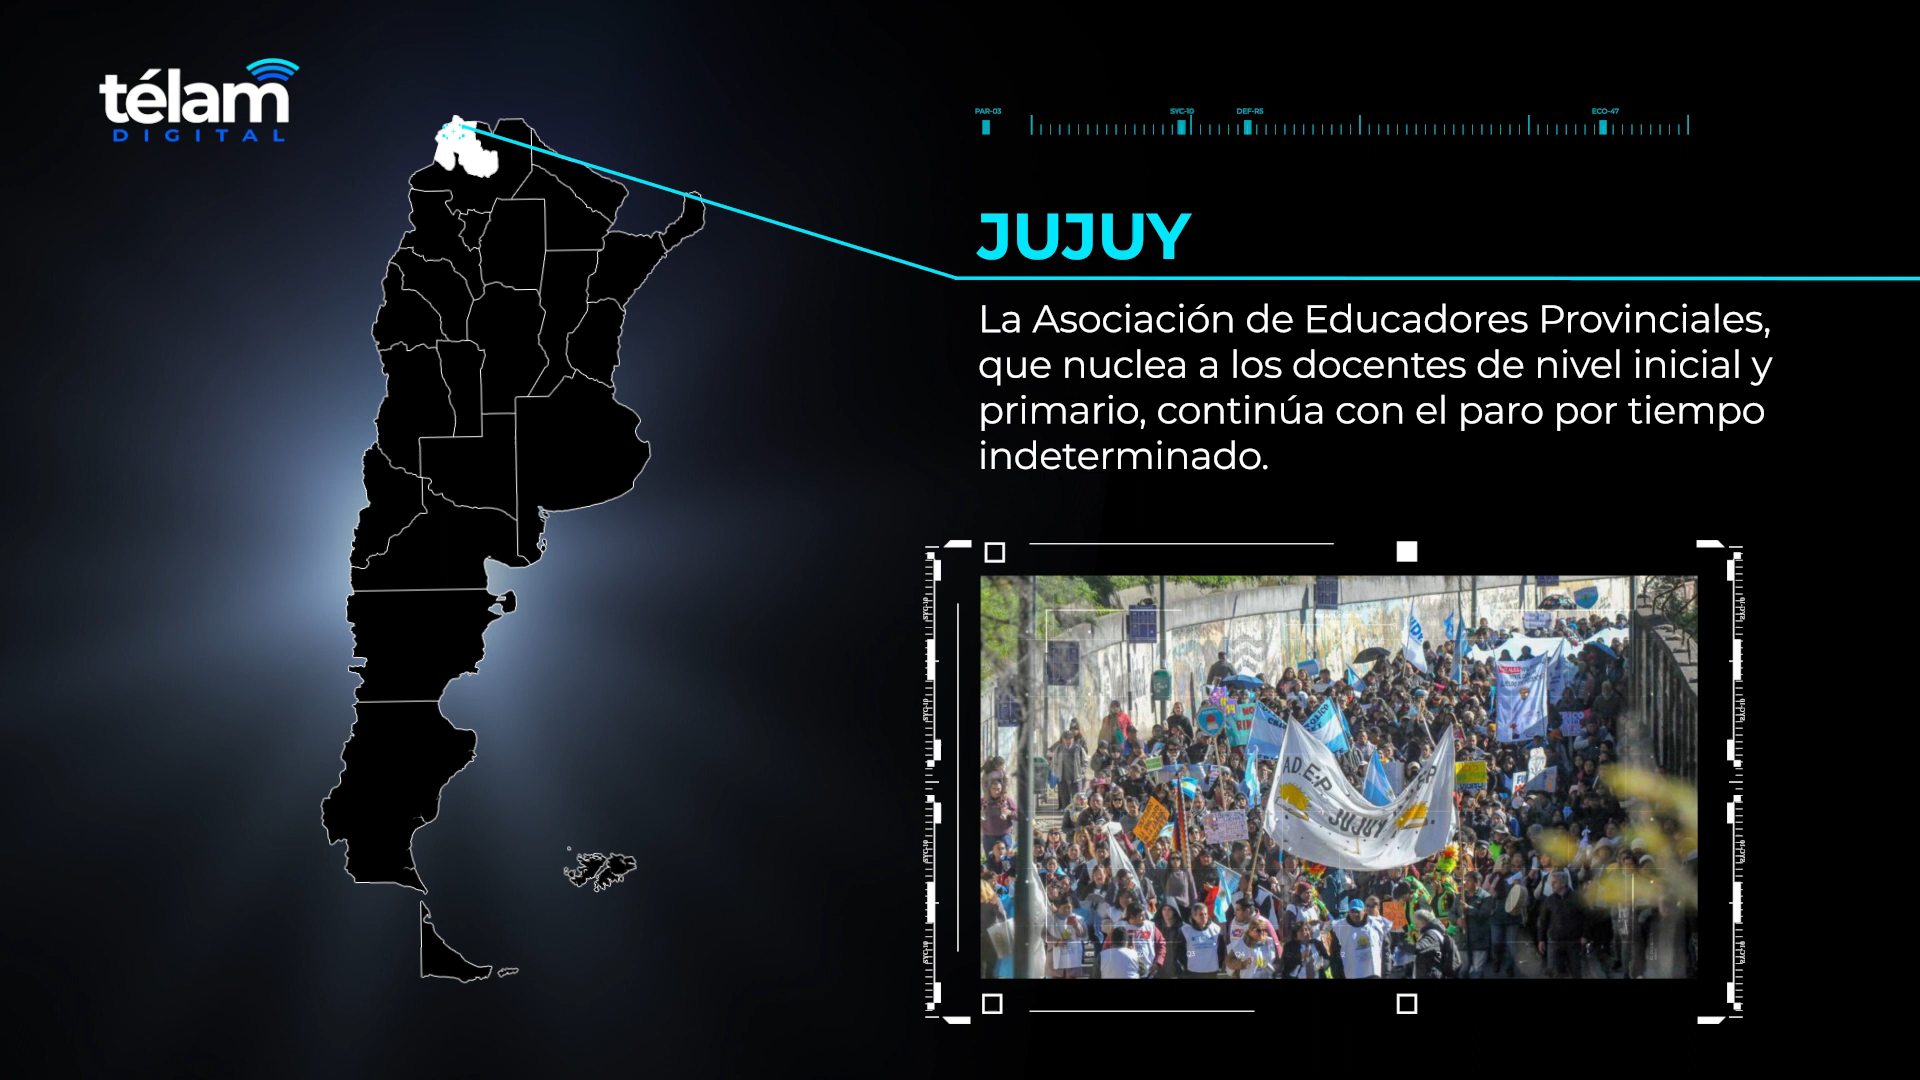 télam
DIGITAL
PAR-03 SYC-10 DEF-R5 ECO-47
JUJUY
La Asociación de Educadores Provinciales,
que nuclea a los docentes de nivel inicial y
primario, continúa con el paro por tiempo
indeterminado.
A.D.E.P.
JUJUY